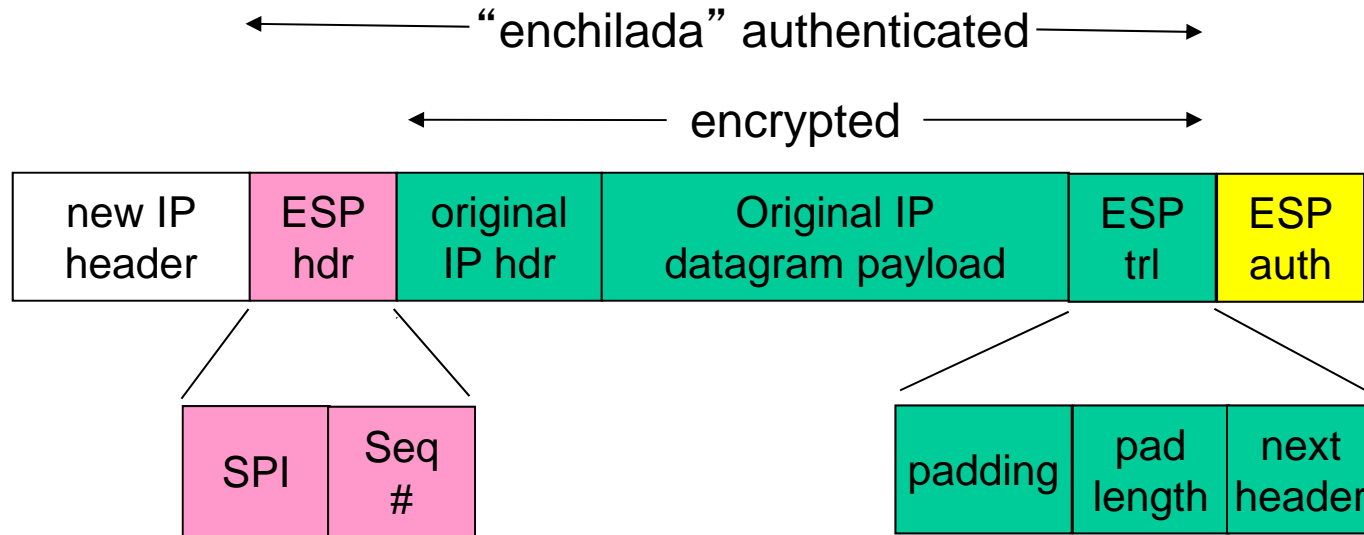 “enchilada” authenticated
encrypted
new IP
header
ESP
hdr
original
IP hdr
Original IP
datagram payload
ESP
trl
ESP
auth
SPI
Seq
#
padding
pad
length
next
header